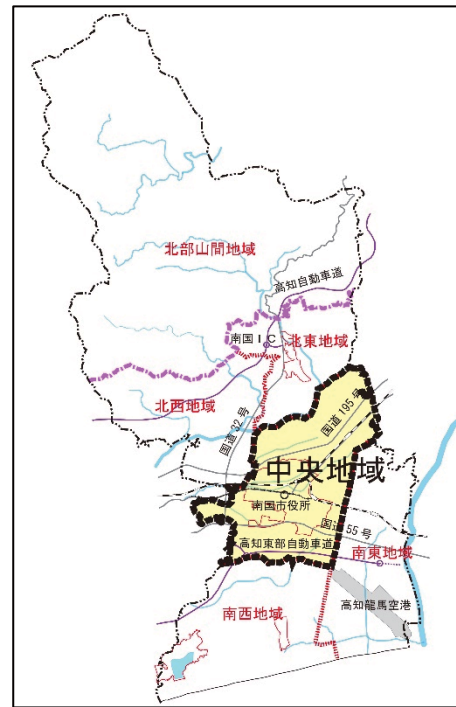 北部山間地域
高知自動車道
南国IC
北東地域
北西地域
国道32号
国道195号
中央地域
南国市役所
国道55号
高知東部自動車道
南東地域
高知龍馬空港
南西地域